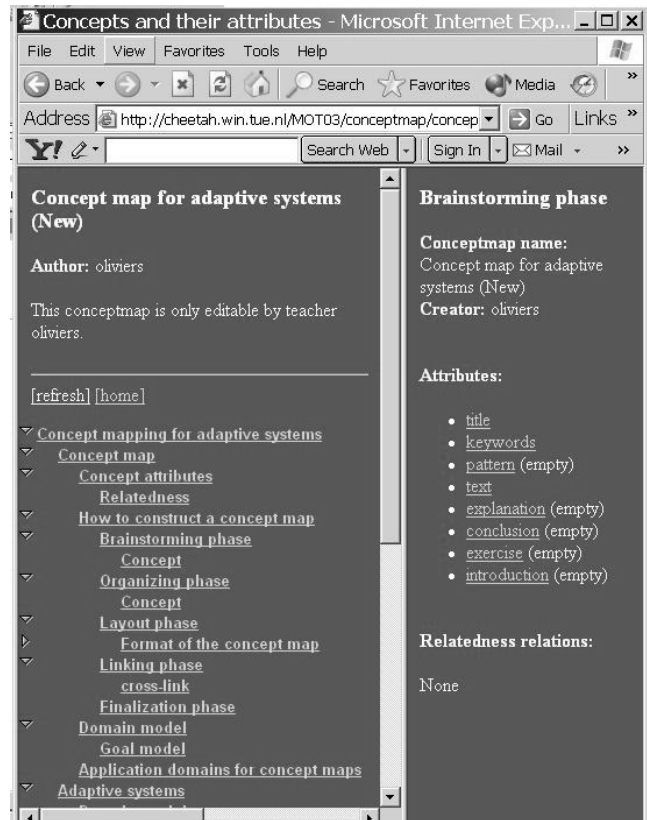 Concepts and their attributes - Microsoft Internet Exp...
File Edit View Favorites Tools Help
Back Search Favorites Media »
Address http://cheetah.win.tue.nl/MOT03/conceptmap/concep Go Links »
Y! Search Web Sign In Mail »
Concept map for adaptive systems
(New)
Author: oliviers
This conceptmap is only editable by teacher
oliviers.
[refresh] [home]
Concept mapping for adaptive systems
Concept map
Concept attributes
Relatedness
How to construct a concept map
Brainstorming phase
Concept
Organizing phase
Concept
Layout phase
Format of the concept map
Linking phase
cross-link
Finalization phase
Domain model
Goal model
Application domains for concept maps
Adaptive systems
Brainstorming phase
Conceptmap name:
Concept map for adaptive
systems (New)
Creator: oliviers
Attributes:
• title
• keywords
• pattern (empty)
• text
• explanation (empty)
• conclusion (empty)
• exercise (empty)
• introduction (empty)
Relatedness relations:
None